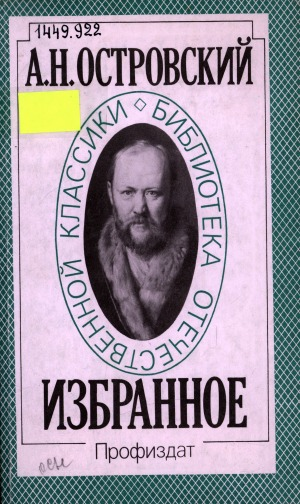 1449.922
А.Н.ОСТРОВСКИЙ
БИБЛИОТЕКА ОТЕЧЕСТВЕННОЙ КЛАССИКИ
ИЗБРАННОЕ
Профиздат